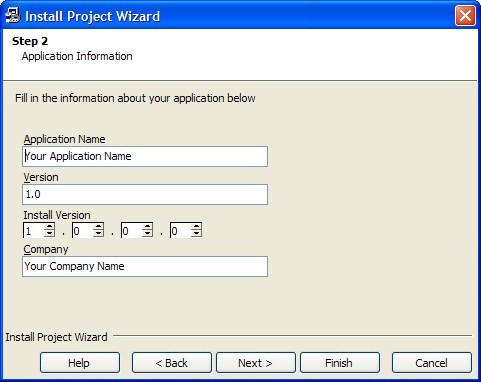 Install Project Wizard
Step 2
Application Information
Fill in the information about your application below
Application Name
Your Application Name
Version
1.0
Install Version
1 . 0 . 0 . 0
Company
Your Company Name
Install Project Wizard
Help < Back Next > Finish Cancel